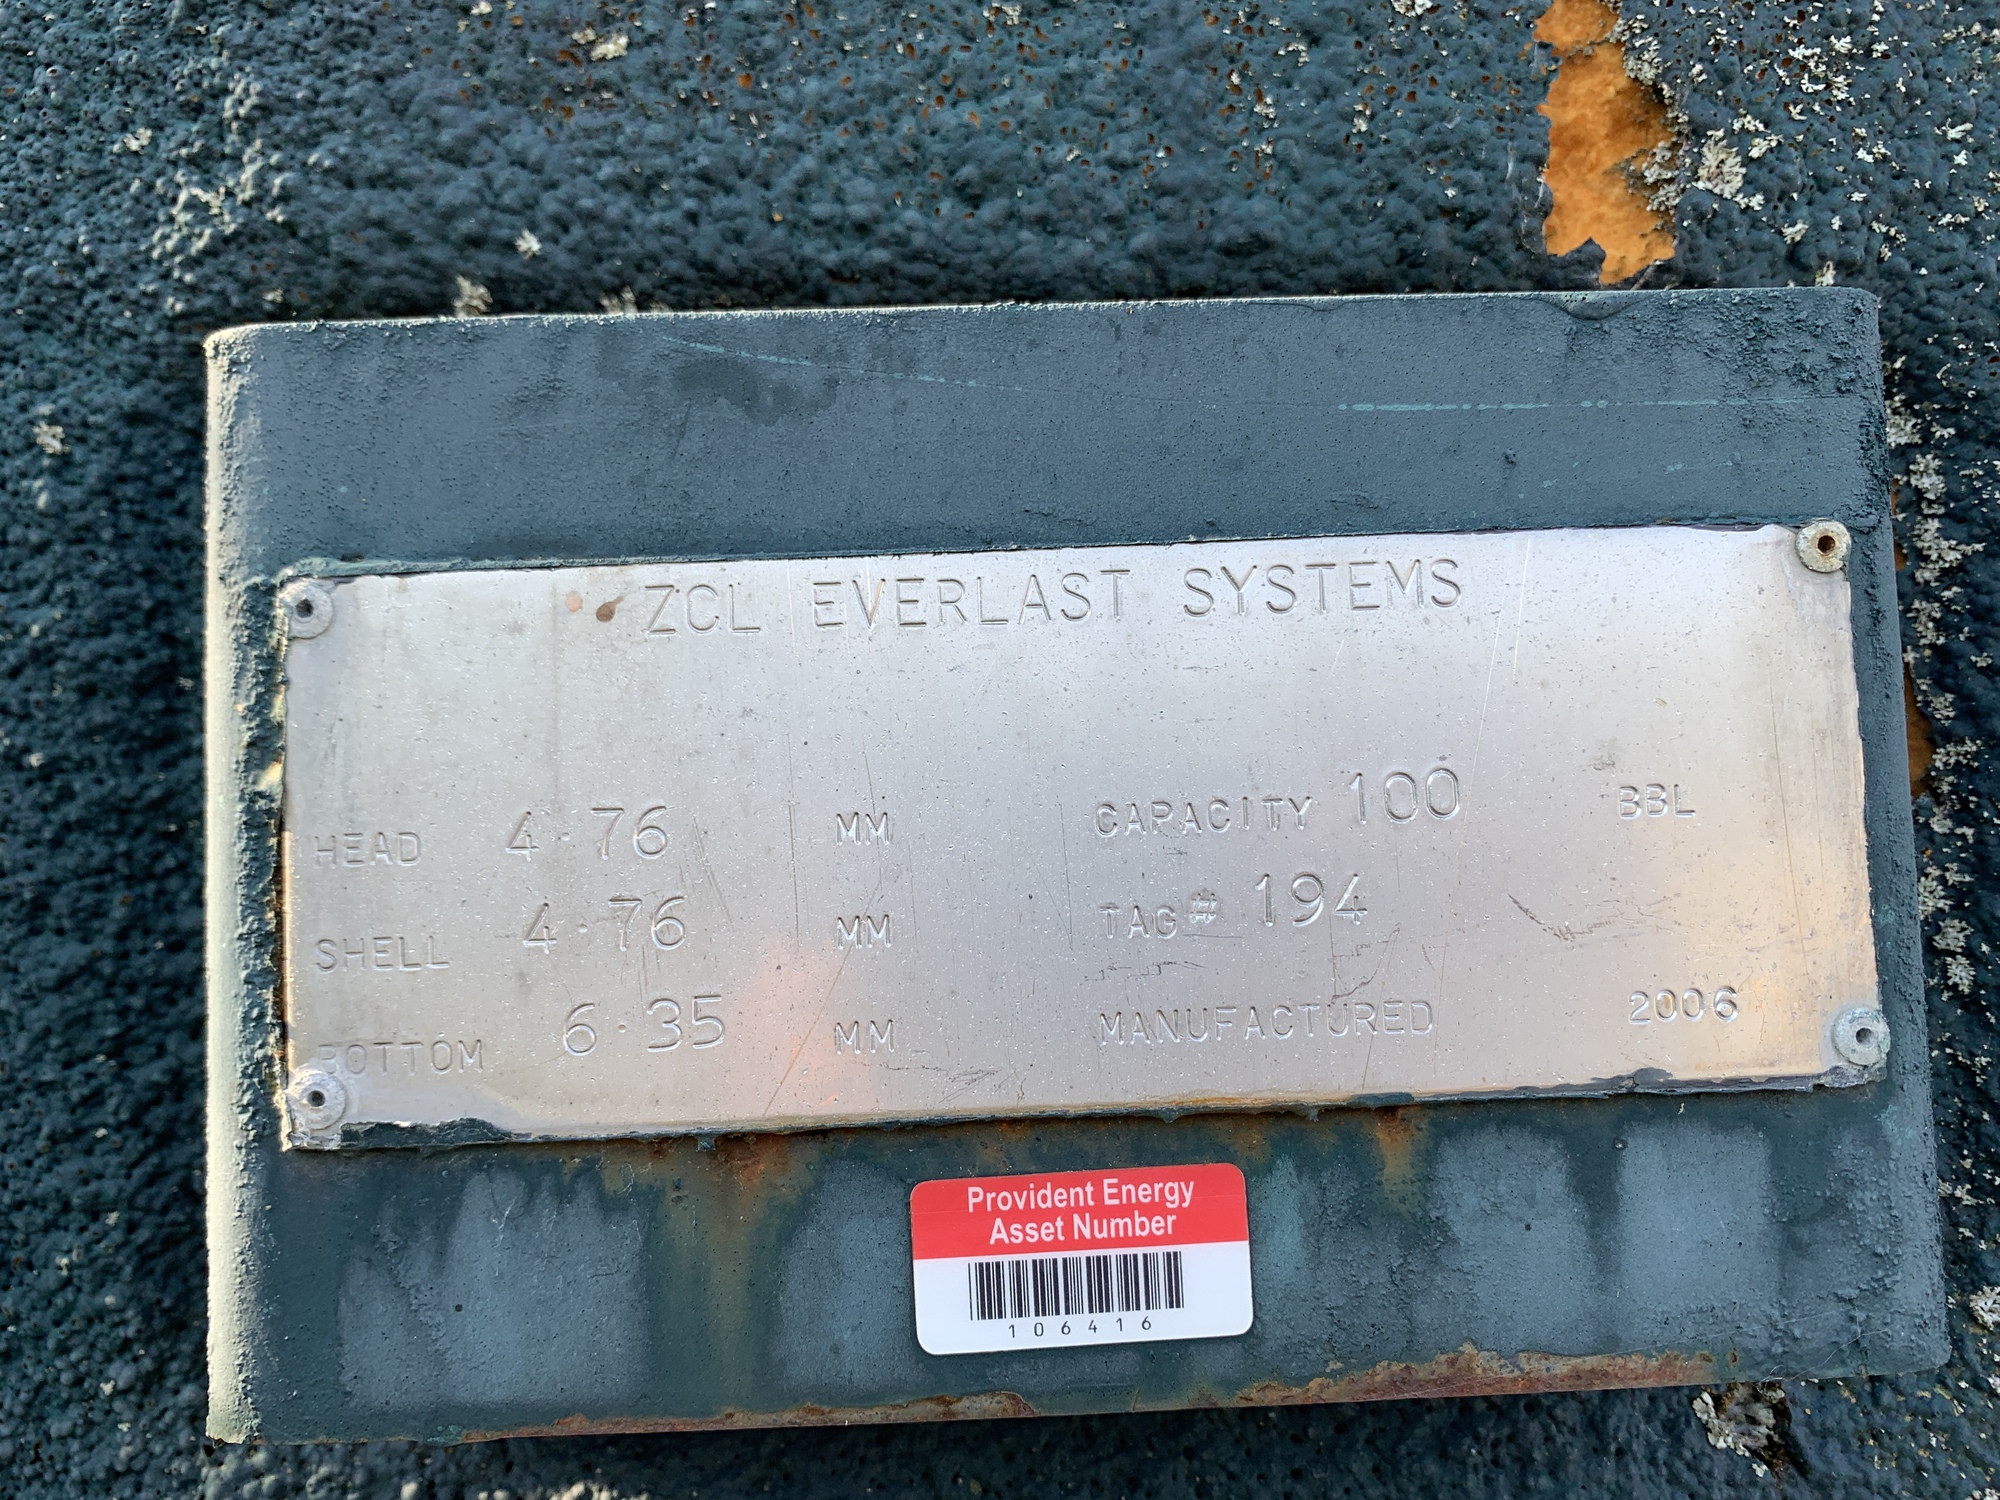 ZCL EVERLAST SYSTEMS
HEAD 4.76 MM CAPACITY 100 BBL
SHELL 4.76 MM TAG# 194
BOTTOM 6.35 MM MANUFACTURED 2006
Provident Energy
Asset Number
106416